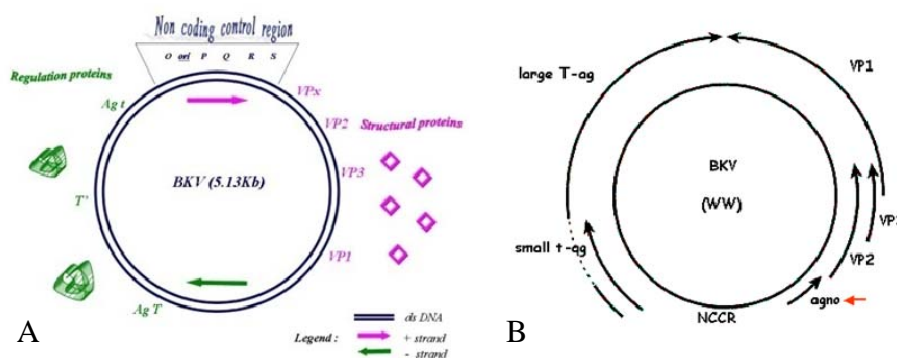 Non coding control region
O ori P Q R S
Regulation proteins
Ag t
T'
Ag T
VPx
VP2
VP3
VP1
Structural proteins
BKV (5.13Kb)
ds DNA
Legend :
+ strand
- strand
A
large T-ag
VP1
BKV
(WW)
small t-ag
VP2
agno
NCCR
B